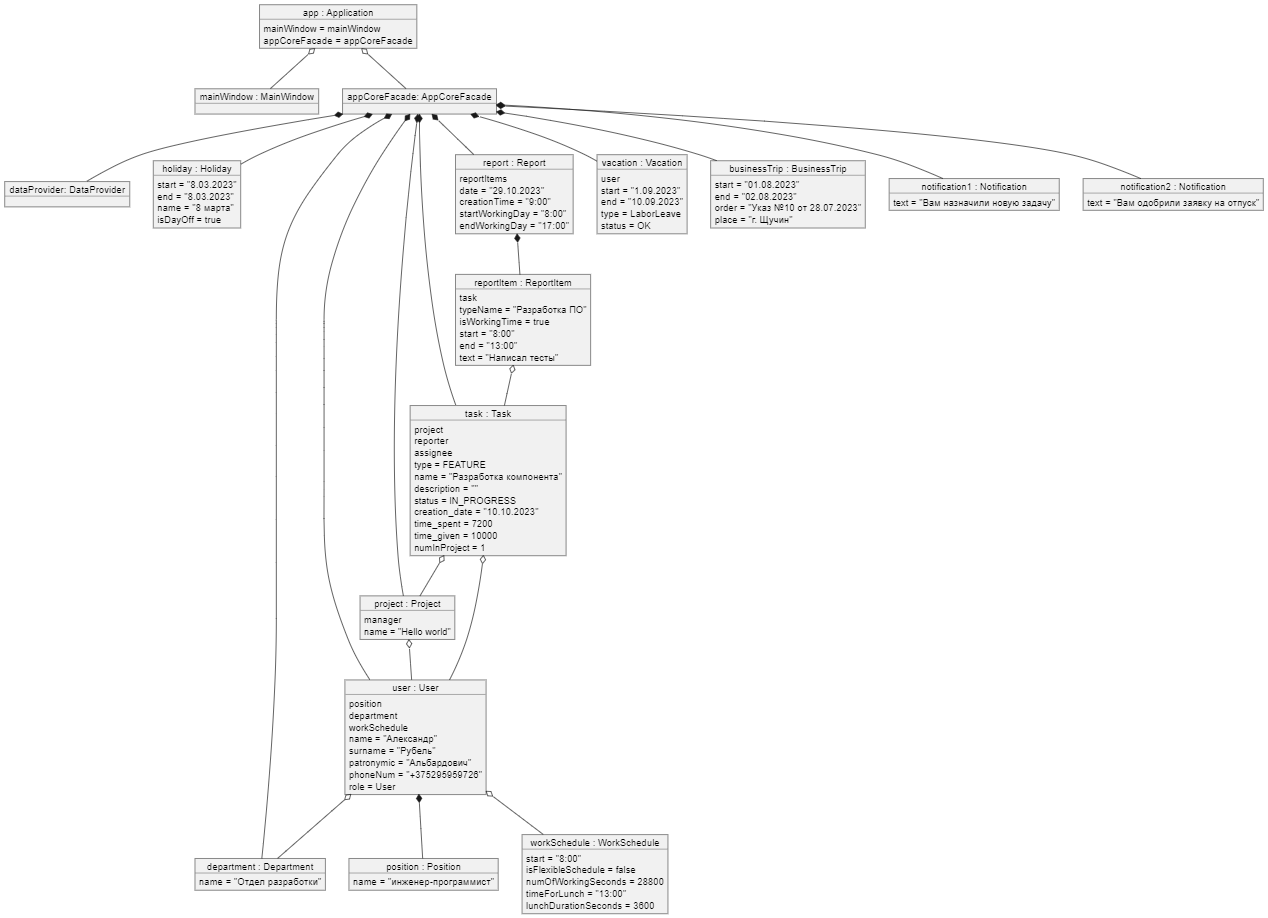 app : Application
mainWindow = mainWindow
appCoreFacade = appCoreFacade
mainWindow : MainWindow
appCoreFacade: AppCoreFacade
dataProvider: DataProvider
holiday : Holiday
start = "8.03.2023"
end = "8.03.2023"
name = "8 марта"
isDayOff = true
report : Report
reportItems
date = "29.10.2023"
creationTime = "9:00"
startWorkingDay = "8:00"
endWorkingDay = "17:00"
vacation : Vacation
user
start = "1.09.2023"
end = "10.09.2023"
type = LaborLeave
status = OK
businessTrip : BusinessTrip
start = "01.08.2023"
end = "02.08.2023"
order = "Указ №10 от 28.07.2023"
place = "г. Щучин"
notification1 : Notification
text = "Вам назначили новую задачу"
notification2 : Notification
text = "Вам одобрили заявку на отпуск"
reportItem : ReportItem
task
typeName = "Разработка ПО"
isWorkingTime = true
start = "8:00"
end = "13:00"
text = "Написал тесты"
task : Task
project
reporter
assignee
type = FEATURE
name = "Разработка компонента"
description = ""
status = IN_PROGRESS
creation_date = "10.10.2023"
time_spent = 7200
time_given = 10000
numInProject = 1
project : Project
manager
name = "Hello world"
user : User
position
department
workSchedule
name = "Александр"
surname = "Рубель"
patronymic = "Альбардович"
phoneNum = "+375295959726"
role = User
department : Department
name = "Отдел разработки"
position : Position
name = "инженер-программист"
workSchedule : WorkSchedule
start = "8:00"
isFlexibleSchedule = false
numOfWorkingSeconds = 28800
timeForLunch = "13:00"
lunchDurationSeconds = 3600